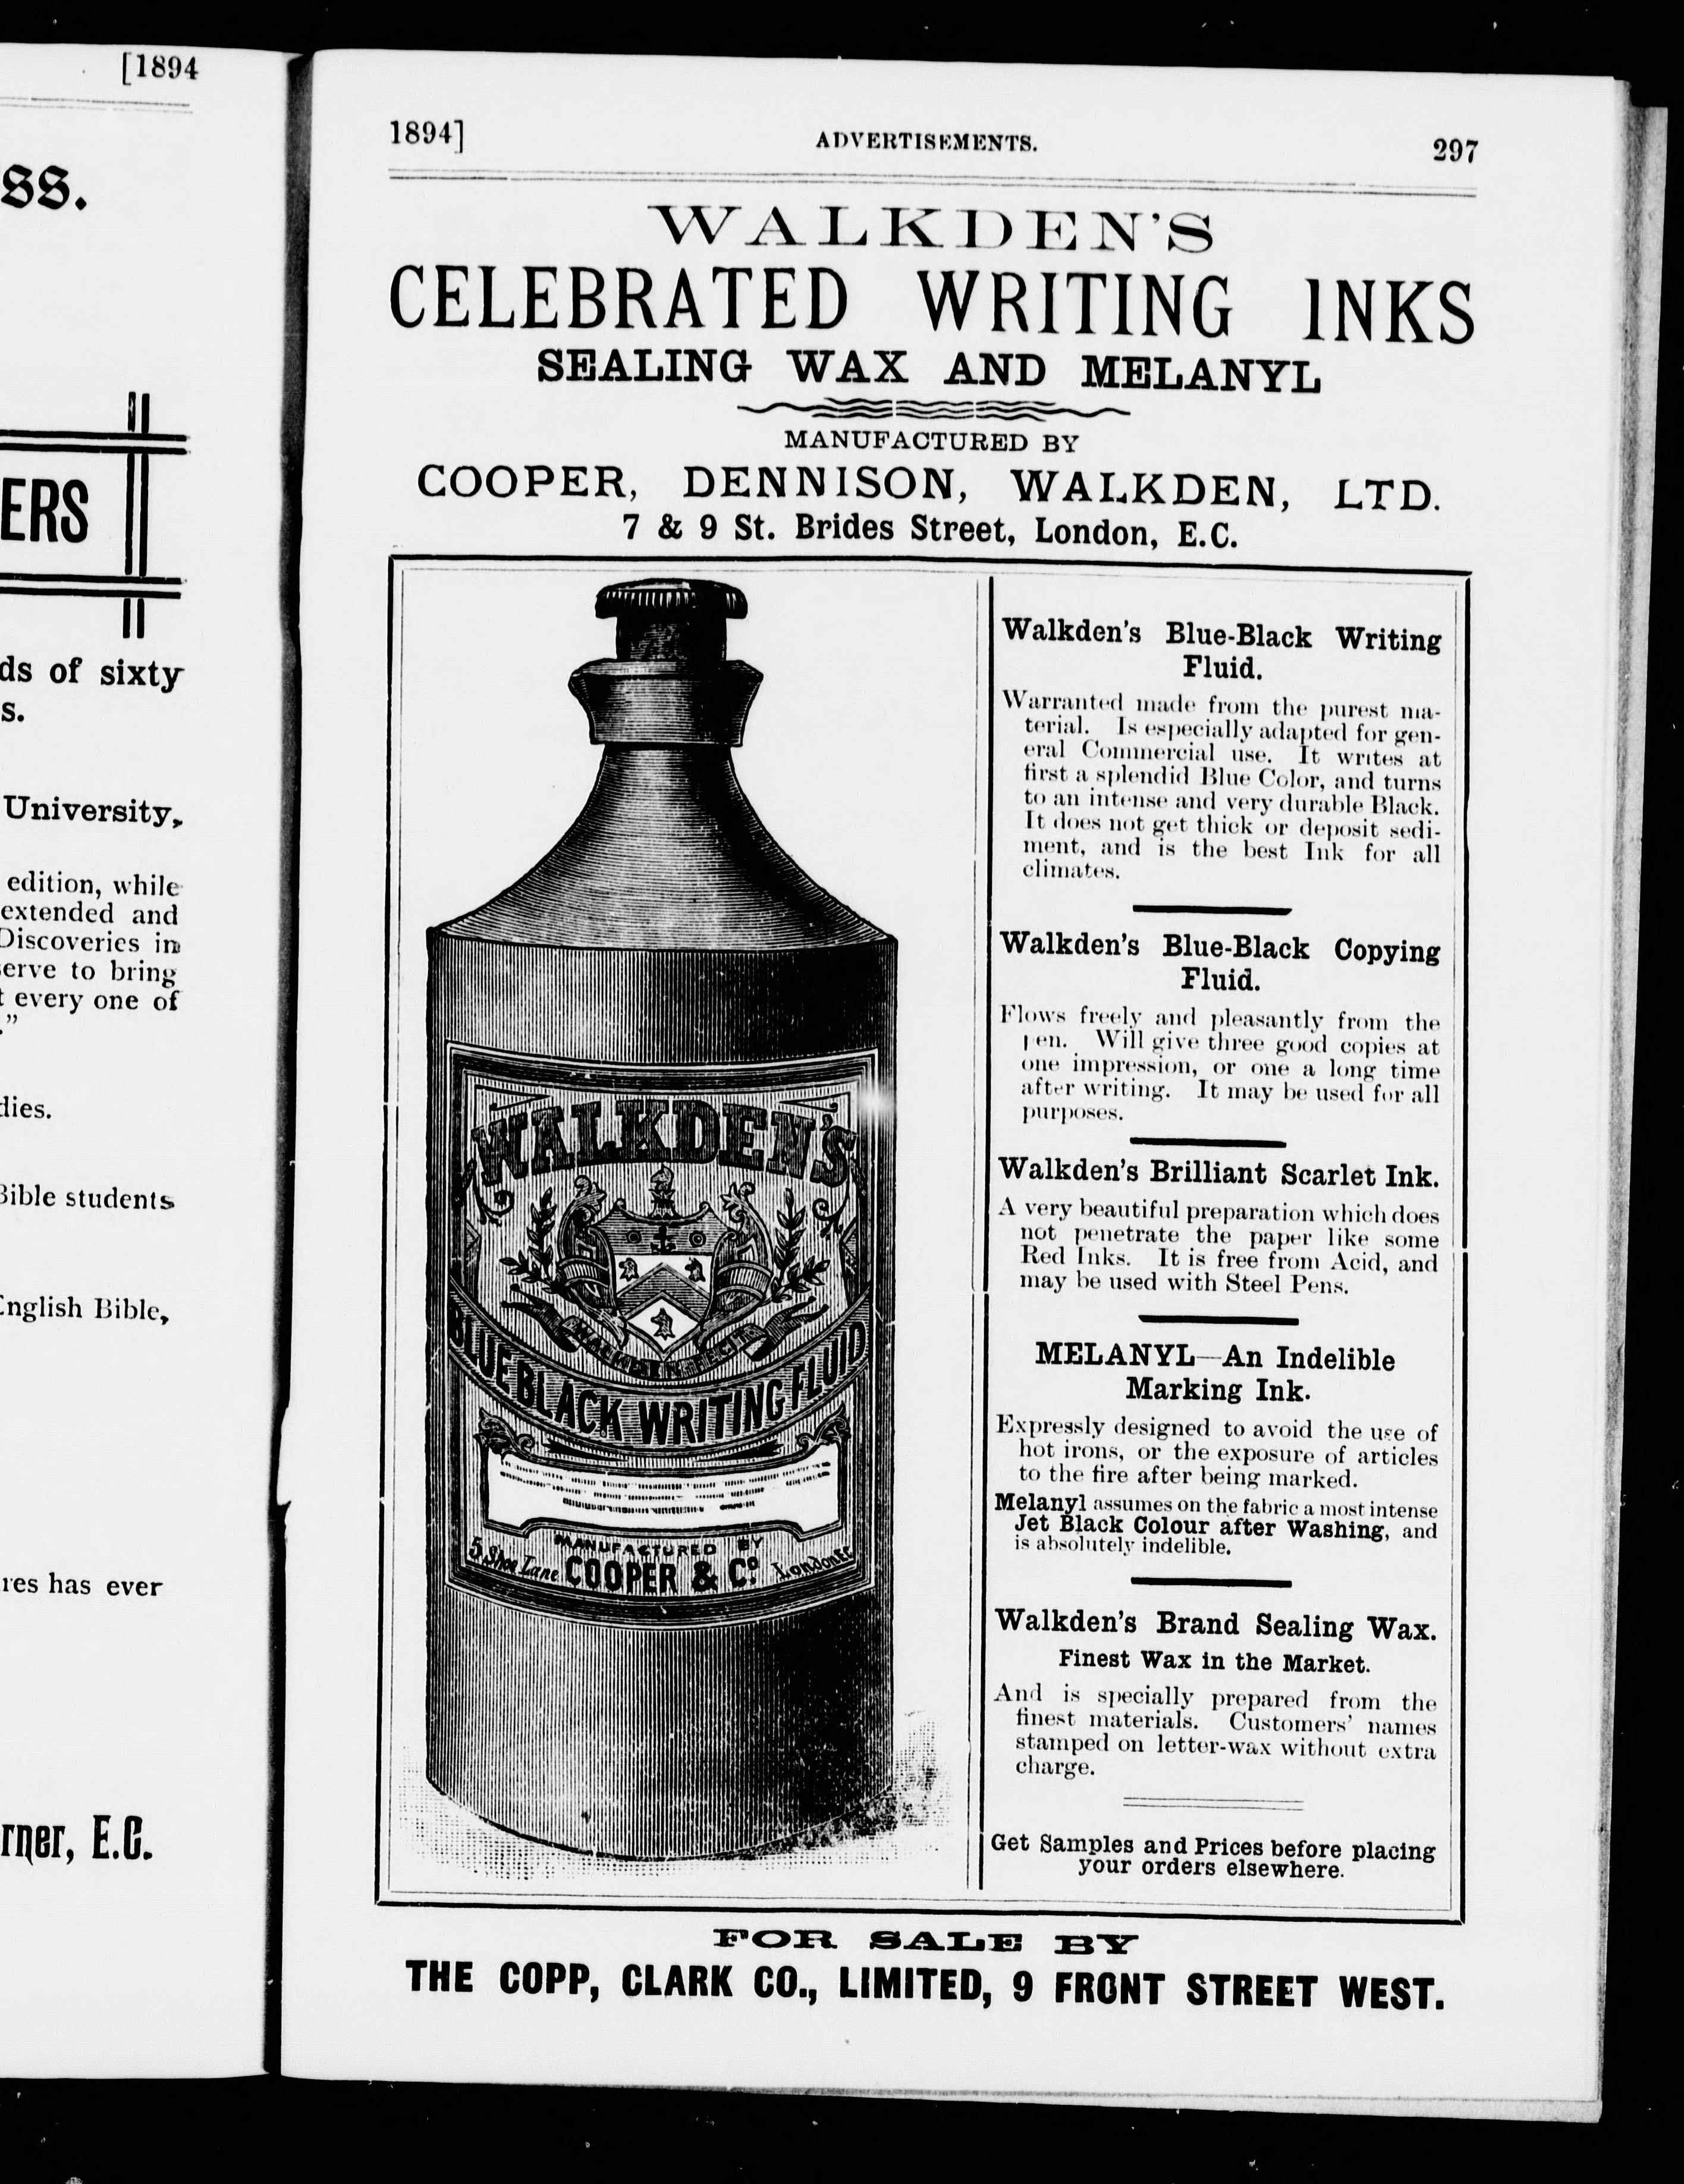 [1894
SS.
ERS
ds of sixty
s.
University,
edition, while
extended and
Discoveries in
erve to bring
every one of
."
dies.
Bible students
English Bible,
res has ever
rner, E.C.
1894] ADVERTISEMENTS. 297
WALKDEN'S
CELEBRATED WRITING INKS
SEALING WAX AND MELANYL
MANUFACTURED BY
COOPER, DENNISON, WALKDEN, LTD.
7 & 9 St. Brides Street, London, E.C.
WALKDEN'S
BLUE BLACK WRITING FLUID
MANUFACTURED BY
5 Shoe Lane COOPER & Co. London EC
Walkden's Blue-Black Writing
Fluid.
Warranted made from the purest ma-
terial. Is especially adapted for gen-
eral Commercial use. It writes at
first a splendid Blue Color, and turns
to an intense and very durable Black.
It does not get thick or deposit sedi-
ment, and is the best Ink for all
climates.
Walkden's Blue-Black Copying
Fluid.
Flows freely and pleasantly from the
pen. Will give three good copies at
one impression, or one a long time
after writing. It may be used for all
purposes.
Walkden's Brilliant Scarlet Ink.
A very beautiful preparation which does
not penetrate the paper like some
Red Inks. It is free from Acid, and
may be used with Steel Pens.
MELANYL—An Indelible
Marking Ink.
Expressly designed to avoid the use of
hot irons, or the exposure of articles
to the fire after being marked.
Melanyl assumes on the fabric a most intense
Jet Black Colour after Washing, and
is absolutely indelible.
Walkden's Brand Sealing Wax.
Finest Wax in the Market.
And is specially prepared from the
finest materials. Customers' names
stamped on letter-wax without extra
charge.
Get Samples and Prices before placing
your orders elsewhere.
FOR SALE BY
THE COPP, CLARK CO., LIMITED, 9 FRONT STREET WEST.